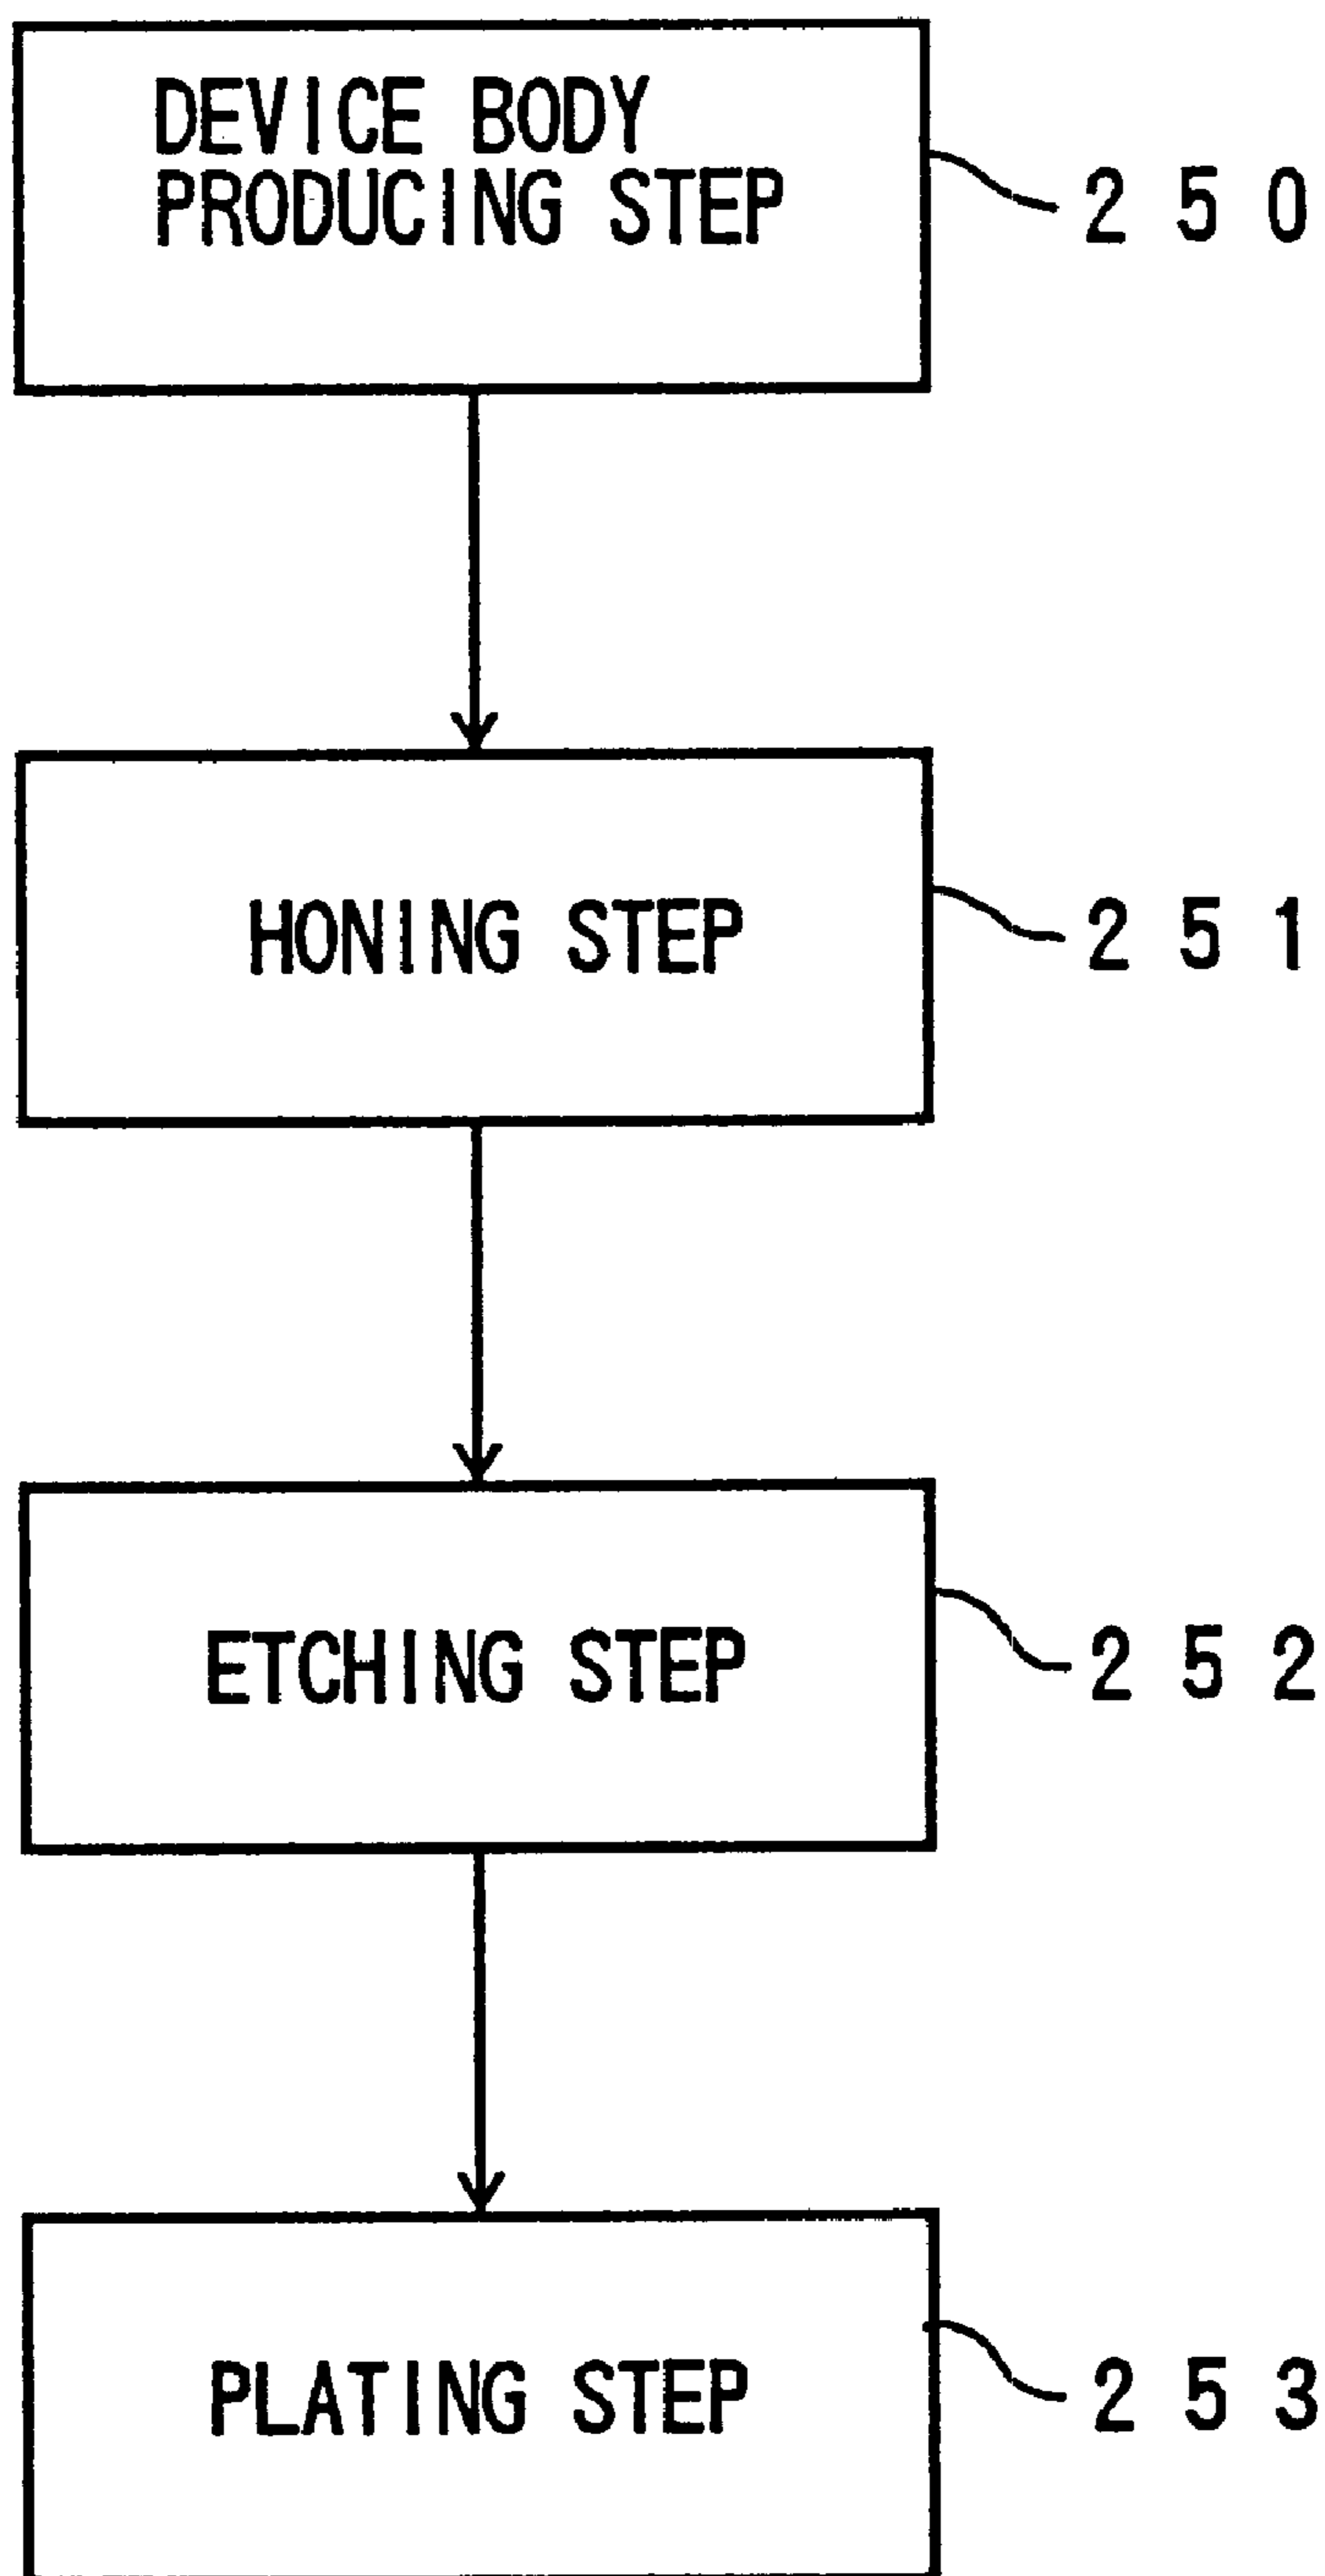 DEVICE BODY
PRODUCING STEP
250
HONING STEP
251
ETCHING STEP
252
PLATING STEP
253